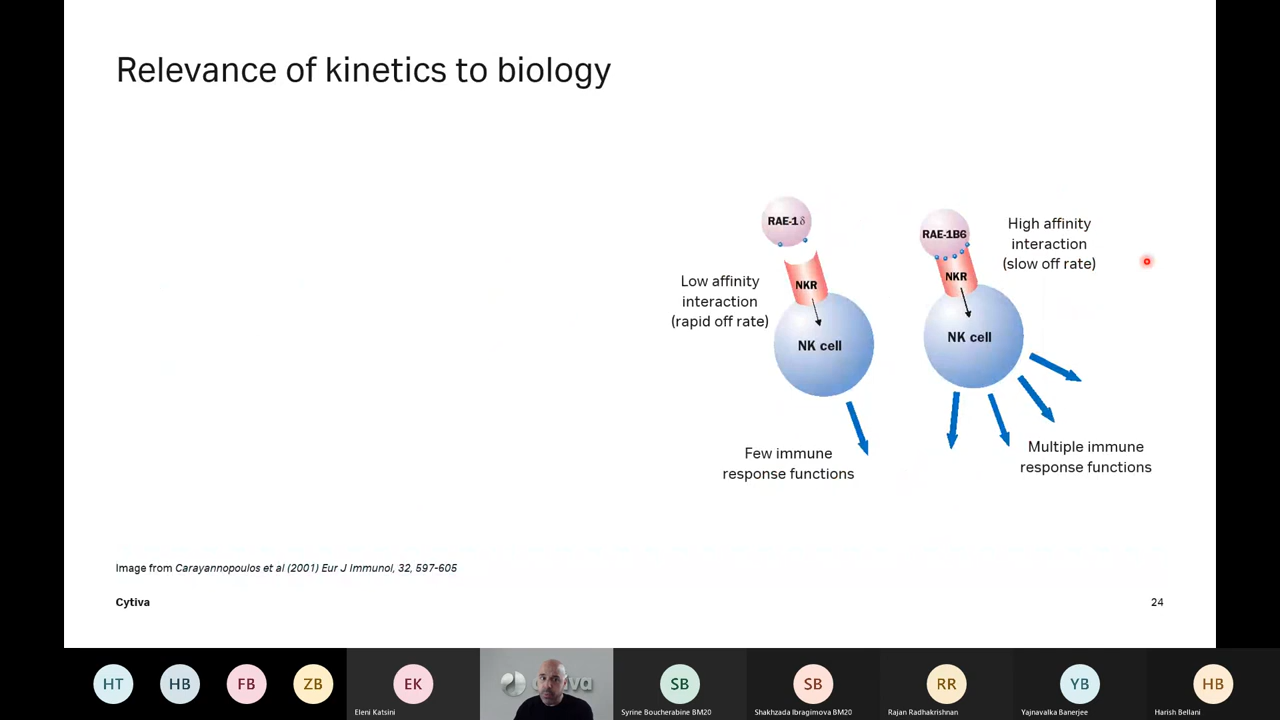 Relevance of kinetics to biology
RAE-1δ
NKR
NK cell
Low affinity
interaction
(rapid off rate)
Few immune
response functions
RAE-1B6
NKR
NK cell
High affinity
interaction
(slow off rate)
Multiple immune
response functions
Image from Carayannopoulos et al (2001) Eur J Immunol, 32, 597-605
Cytiva
24
HT
HB
FB
ZB
EK
Eleni Katsini
SB
Syrine Boucherabine BM20
SB
Shakhzada Ibragimova BM20
RR
Rajan Radhakrishnan
YB
Yajnavalka Banerjee
HB
Harish Bellani